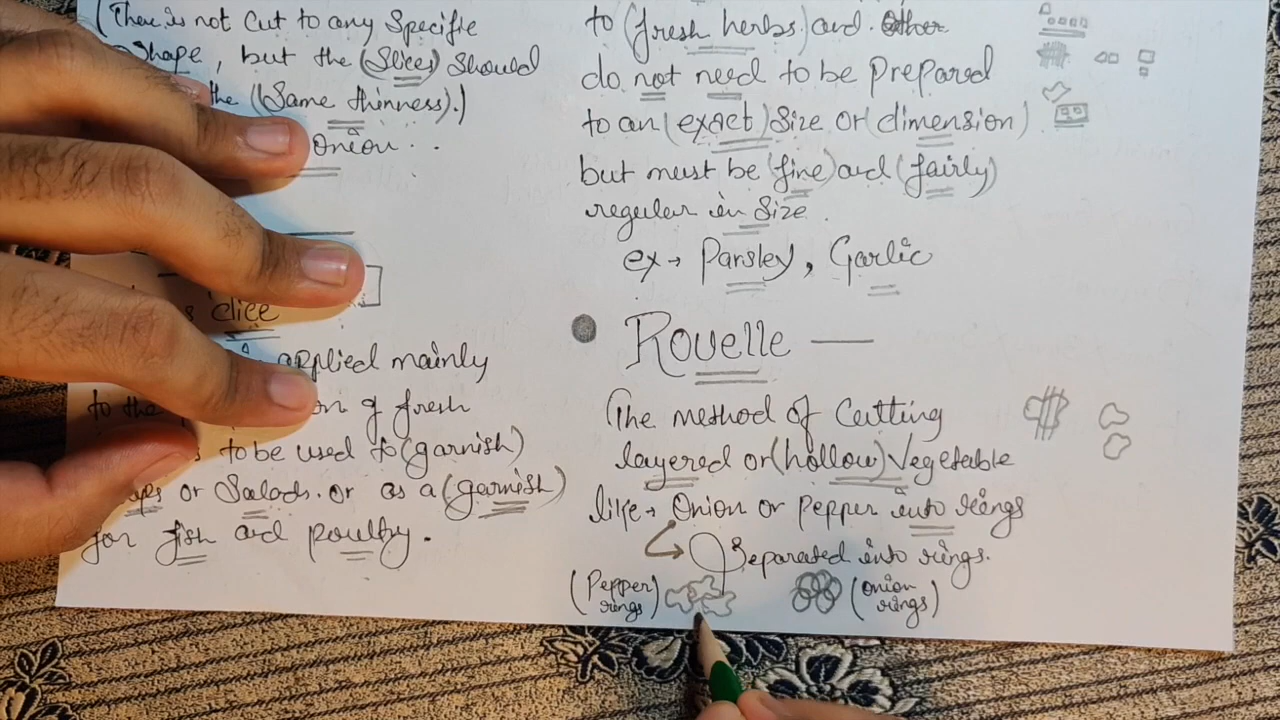 (There is not Cut to any Specific
Shape, but the (Slices) Should
the (Same thinness).)
Onion..
dice
applied mainly
to the on of fresh
s to be used to (garnish)
or Salads. or as a (garnish)
for fish and poultry.
to (fresh herbs) and
do not need to be prepared
to an (exact) Size or (dimension)
but must be (fine) and (fairly)
regular in Size.
ex → Parsley, Garlic
Rouelle —
The method of Cutting
layered or (hollow) Vegetable
like → Onion or Pepper into rings
Separated into rings.
(Pepper rings)
(onion rings)